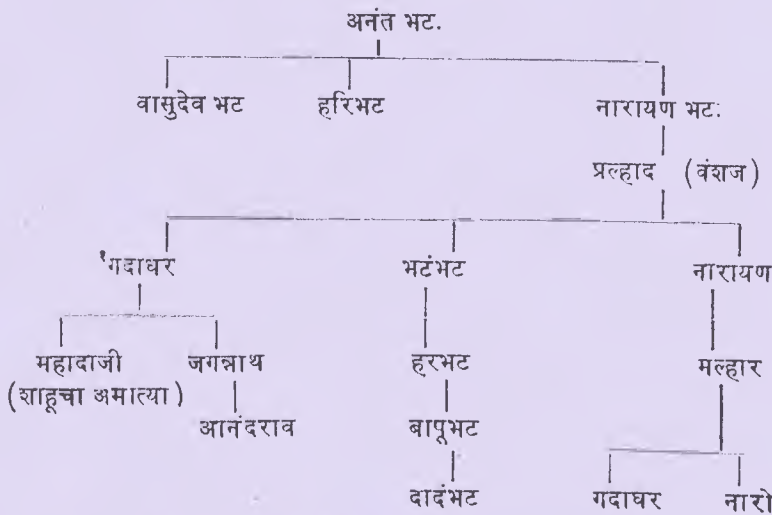 अनंत भट.
वासुदेव भट हरिभट नारायण भट.
प्रल्हाद (वंशज)
गदाधर भटंभट नारायण
महादाजी जगन्नाथ हरभट मल्हार
(शाहूचा अमात्या)
आनंदराव बापूभट
दादंभट गदाधर नारो